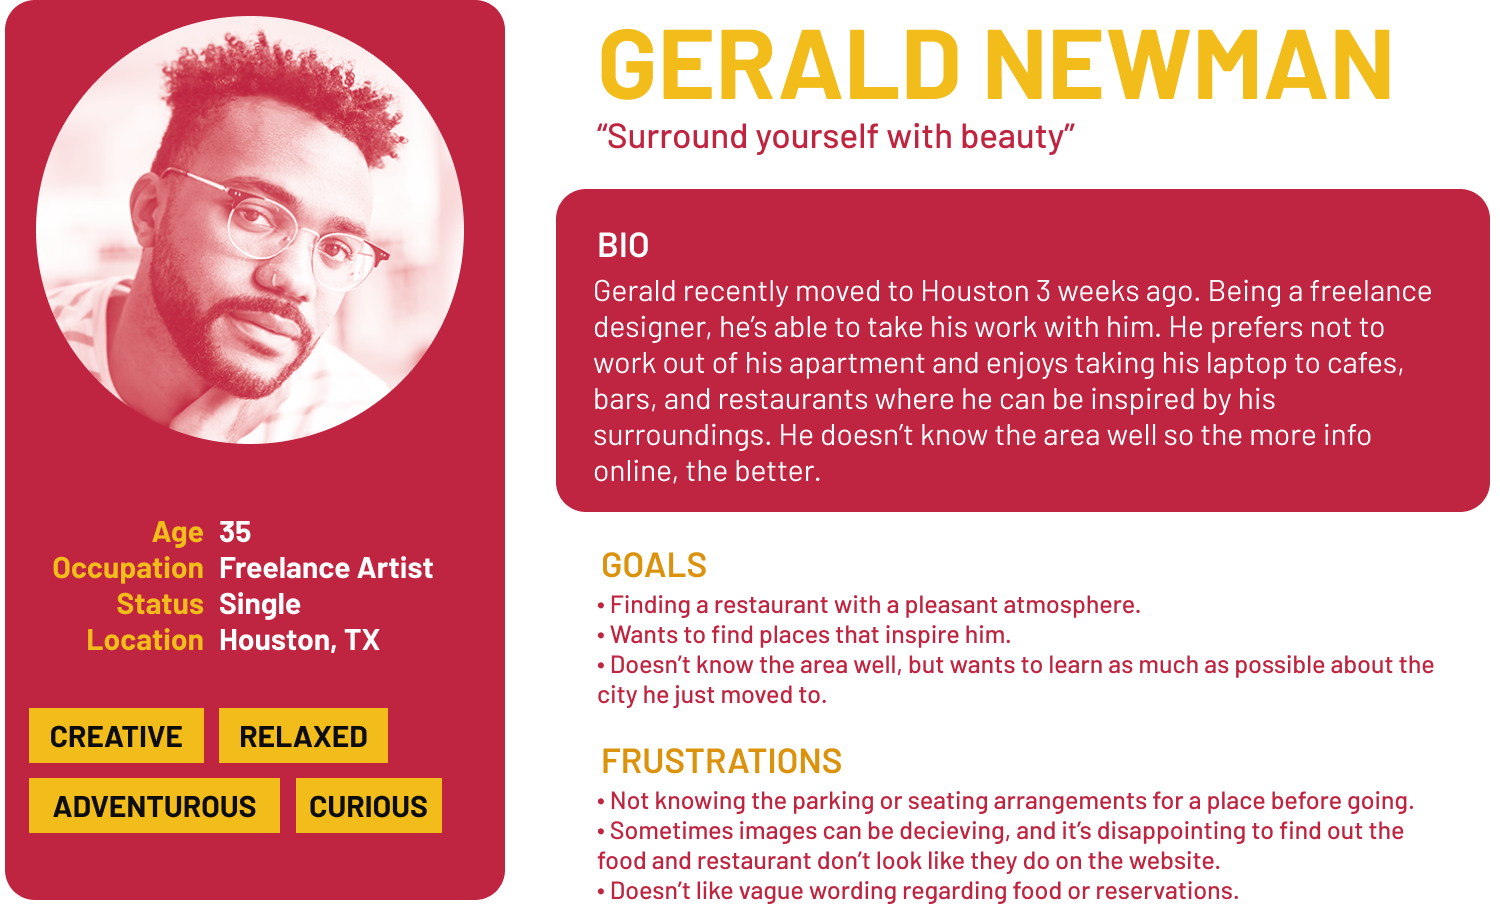 GERALD NEWMAN
“Surround yourself with beauty”
BIO
Gerald recently moved to Houston 3 weeks ago. Being a freelance
designer, he’s able to take his work with him. He prefers not to
work out of his apartment and enjoys taking his laptop to cafes,
bars, and restaurants where he can be inspired by his
surroundings. He doesn’t know the area well so the more info
online, the better.
Age 35
Occupation Freelance Artist
Status Single
Location Houston, TX
CREATIVE RELAXED
ADVENTUROUS CURIOUS
GOALS
• Finding a restaurant with a pleasant atmosphere.
• Wants to find places that inspire him.
• Doesn’t know the area well, but wants to learn as much as possible about the
city he just moved to.
FRUSTRATIONS
• Not knowing the parking or seating arrangements for a place before going.
• Sometimes images can be decieving, and it’s disappointing to find out the
food and restaurant don’t look like they do on the website.
• Doesn’t like vague wording regarding food or reservations.